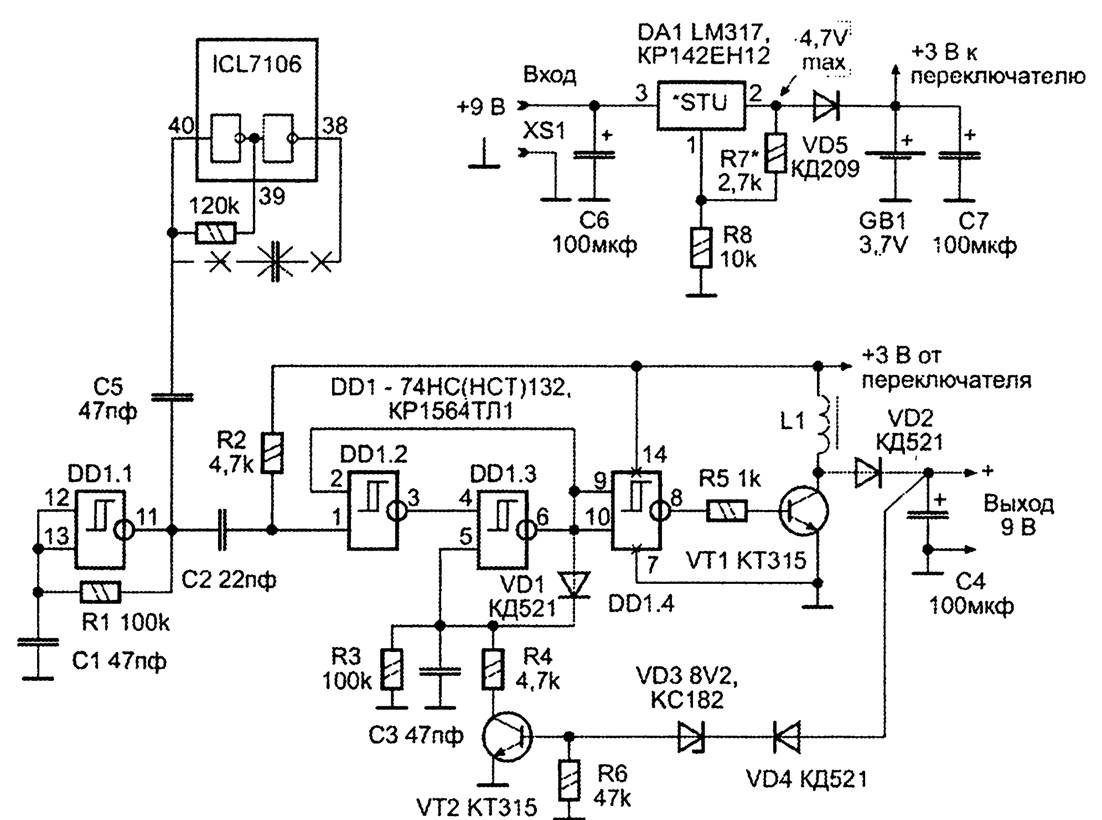 ICL7106
40
38
39
120k
DA1 LM317,
КР142ЕН12
4,7V
max
+3 В к
переключателю
Вход
+9 В
3
*STU
2
XS1
1
R7*
2,7k
VD5
КД209
+
+
+
C6
100мкф
R8
10k
GB1
3,7V
C7
100мкф
+3 В от
переключателя
C5
47пф
DD1 - 74HC(HCT)132,
КР1564ТЛ1
R2
4,7k
L1
VD2
КД521
DD1.1
DD1.2
DD1.3
14
12
13
11
2
1
3
4
5
6
9
10
8
R5 1k
+
+
Выход
9 В
7
C2 22пф
VD1
КД521
DD1.4
VT1 КТ315
C4
100мкф
R1 100k
C1 47пф
R3
100k
R4
4,7k
C3 47пф
VD3 8V2,
КС182
VT2 КТ315
R6
47k
VD4 КД521